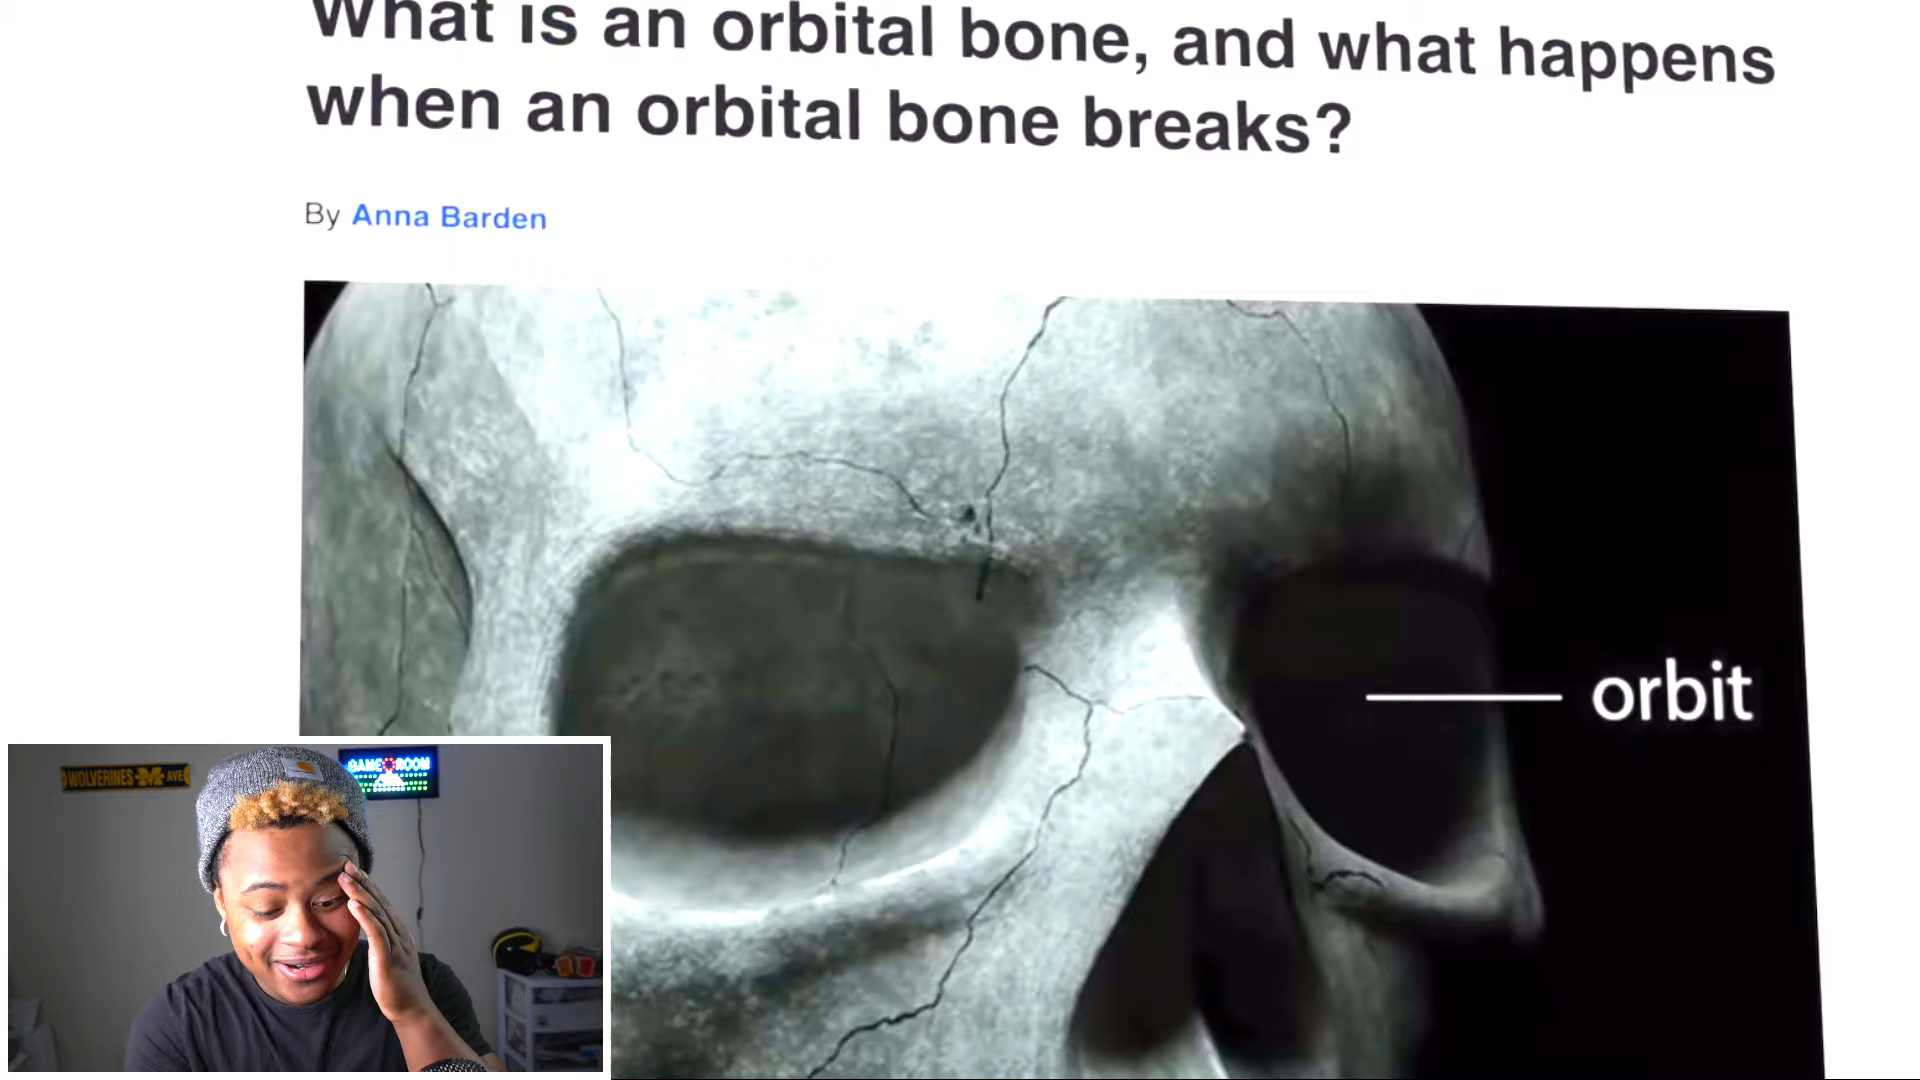 What is an orbital bone, and what happens
when an orbital bone breaks?
By Anna Barden
orbit
WOLVERINES M AVE
GAME ROOM